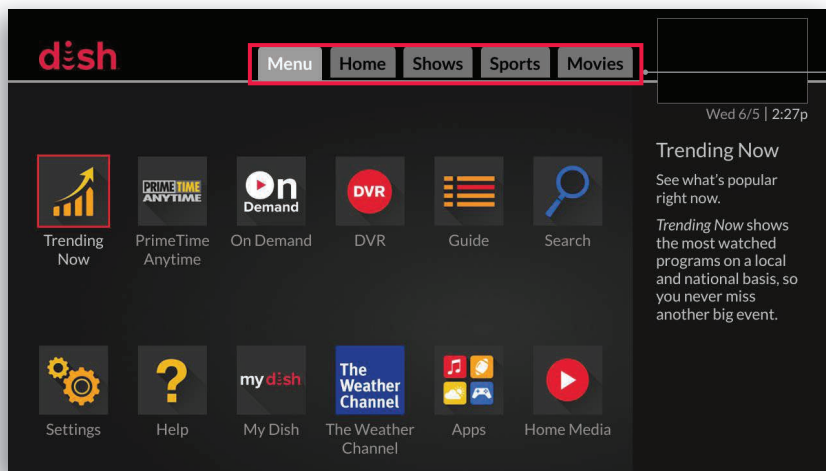 dish
Menu Home Shows Sports Movies
Wed 6/5 | 2:27p
Trending Now
See what's popular
right now.
Trending Now shows
the most watched
programs on a local
and national basis, so
you never miss
another big event.
PRIMETIME
ANYTIME
On
Demand
DVR
Trending
Now
PrimeTime
Anytime
On Demand
DVR
Guide
Search
my dish
The
Weather
Channel
Settings
Help
My Dish
The Weather
Channel
Apps
Home Media
?